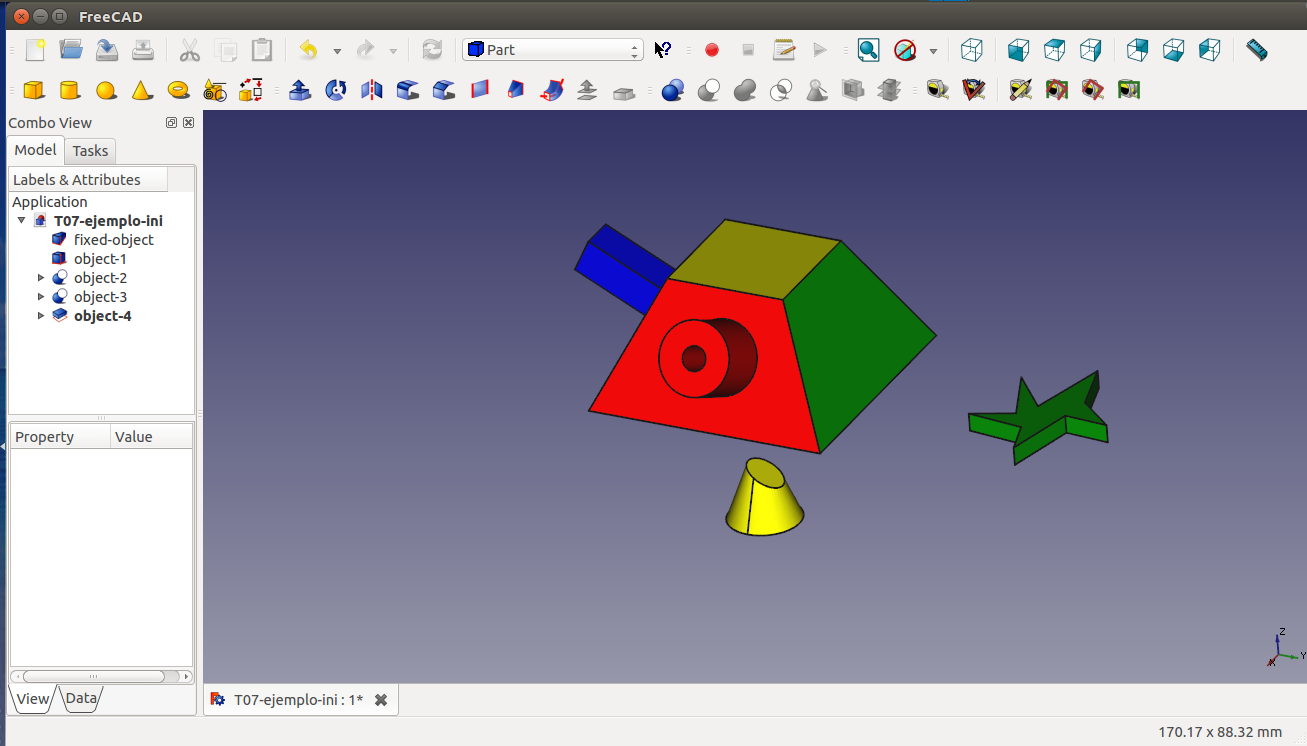 FreeCAD
Part
Combo View
Model
Tasks
Labels & Attributes
Application
T07-ejemplo-ini
fixed-object
object-1
object-2
object-3
object-4
Property
Value
View
Data
Z
Y
X
T07-ejemplo-ini : 1*
170.17 x 88.32 mm